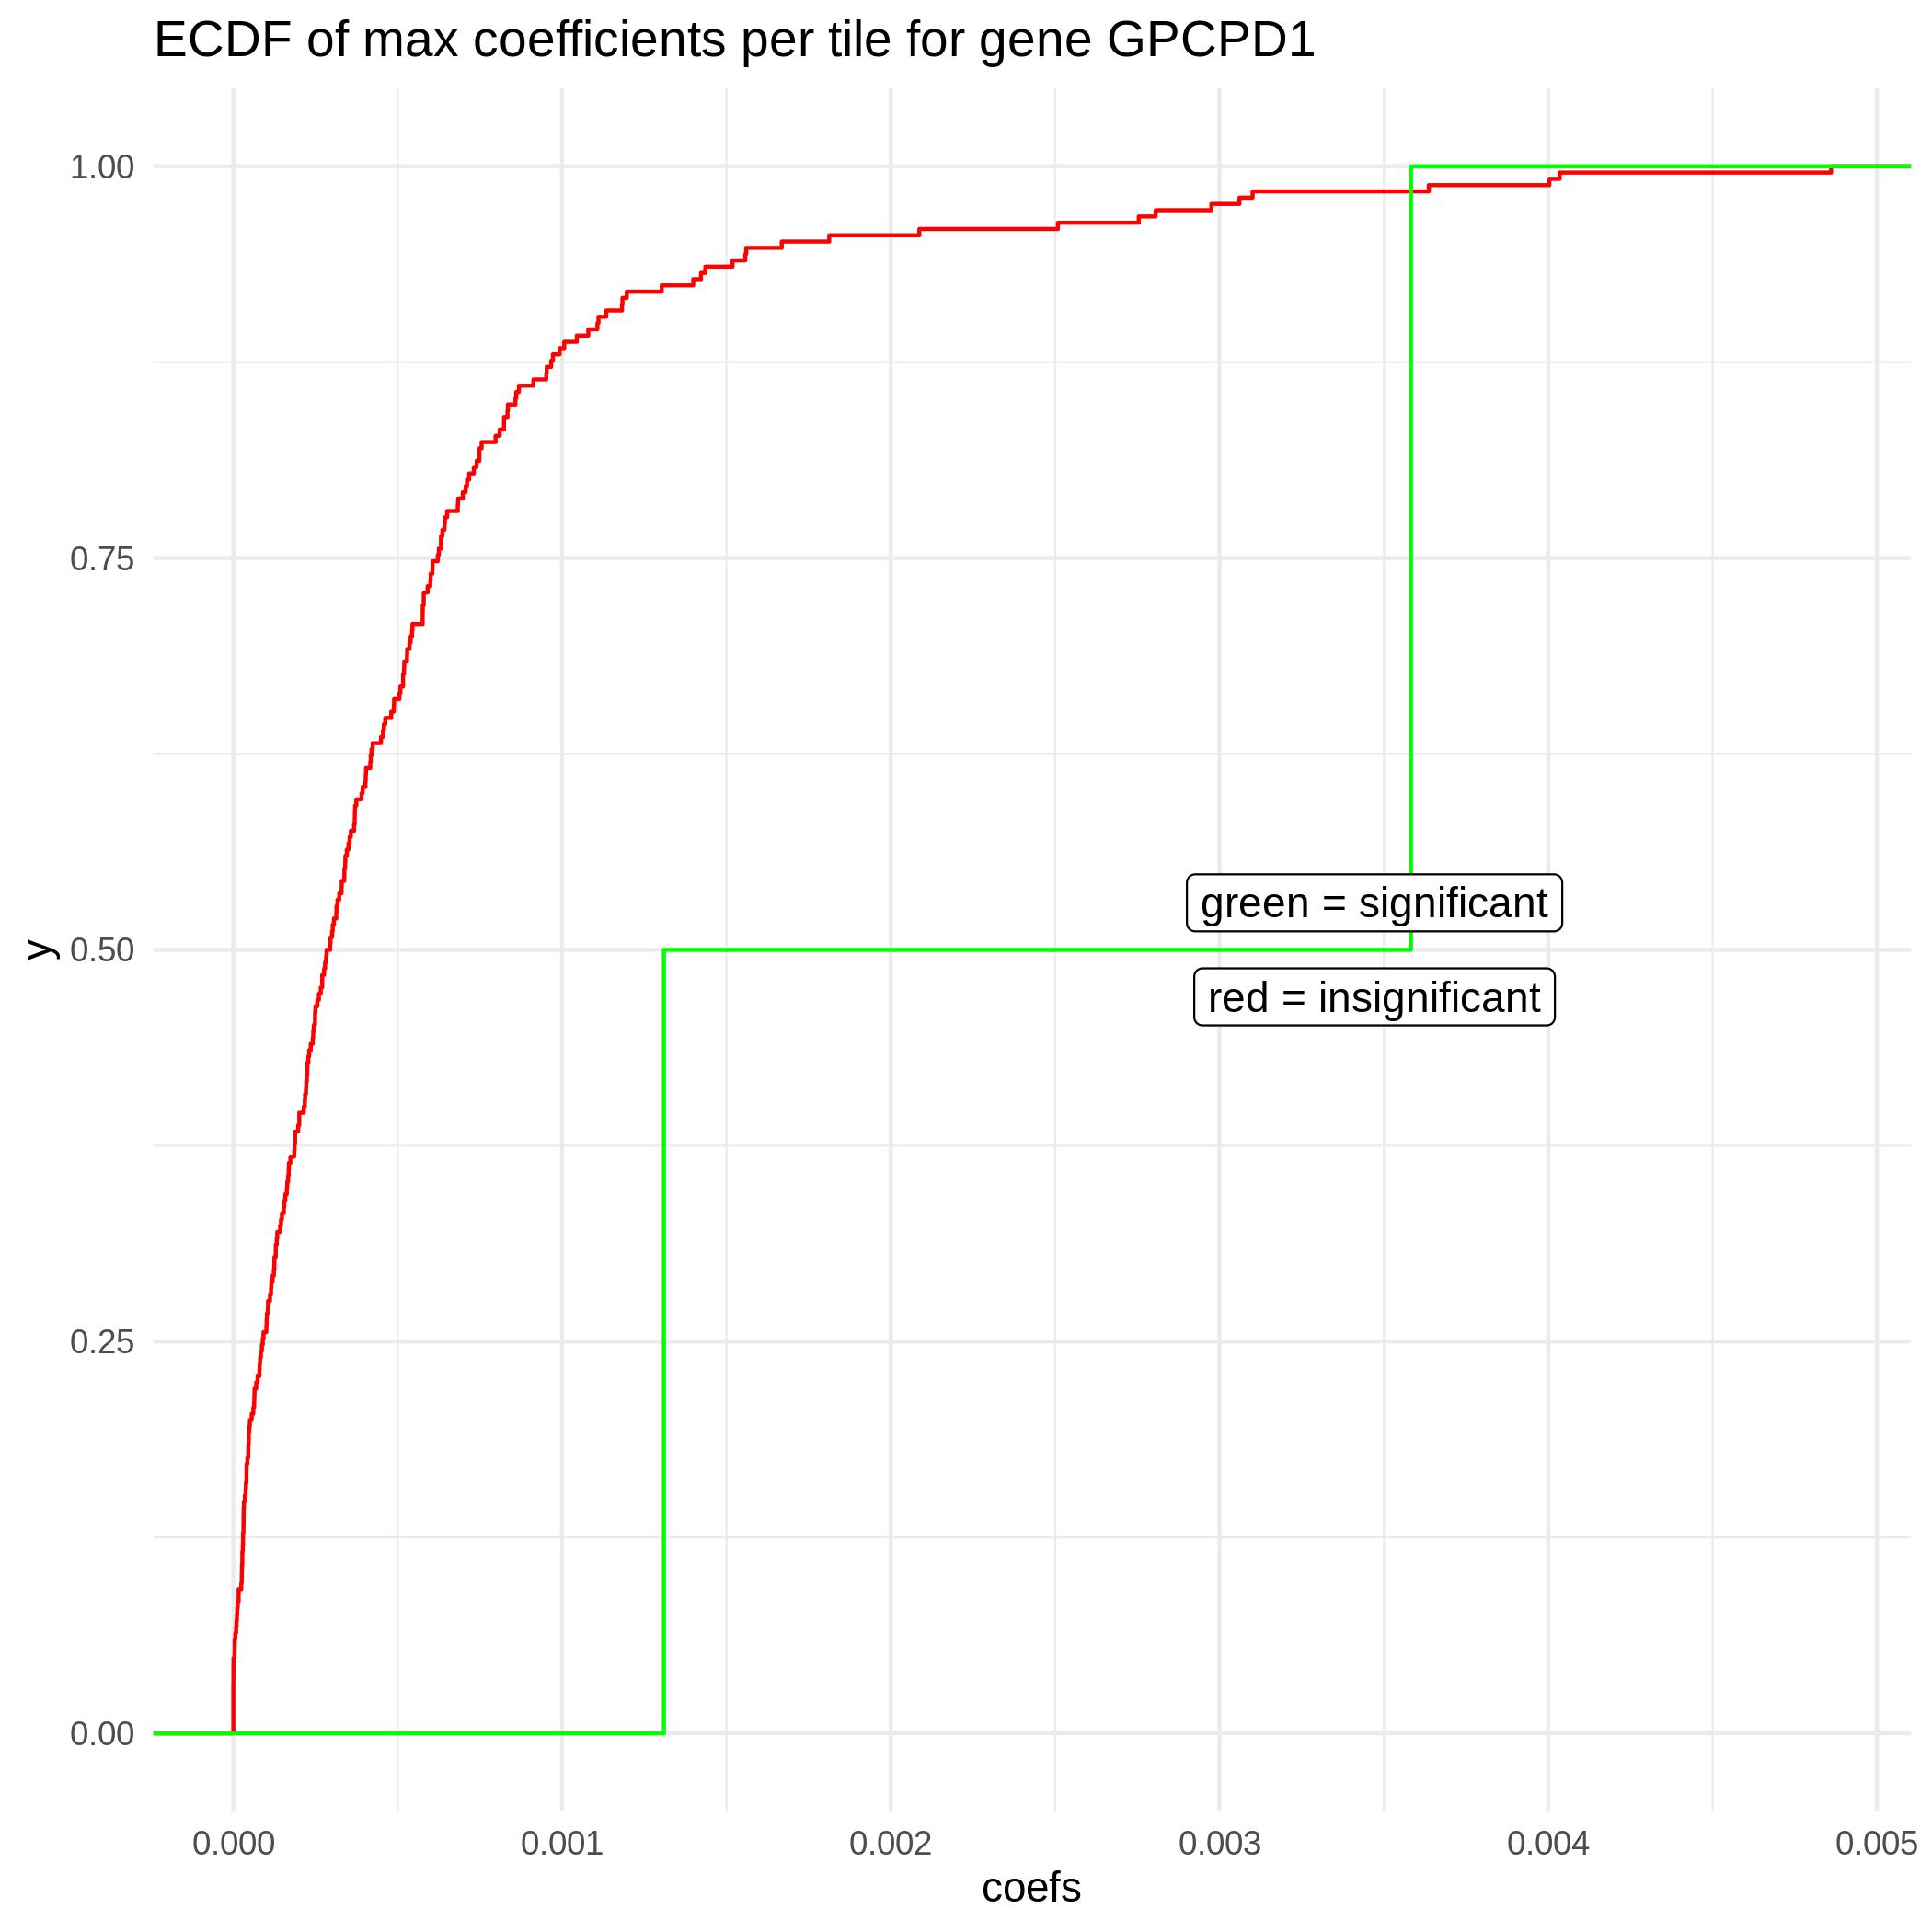 ECDF of max coefficients per tile for gene GPCPD1
1.00
0.75
green = significant
y
0.50
red = insignificant
0.25
0.00
0.000 0.001 0.002 0.003 0.004 0.005
coefs